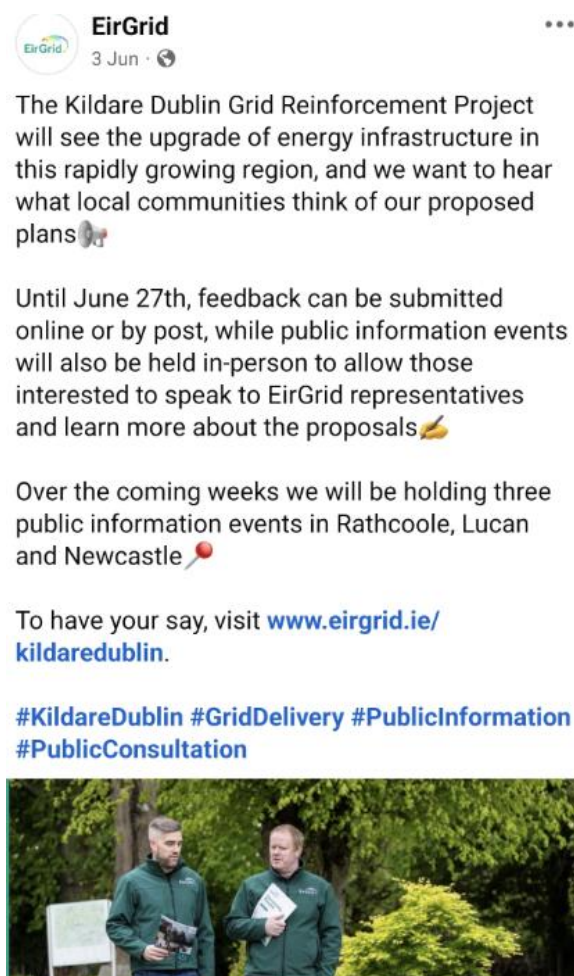 EirGrid
EirGrid
3 Jun ·
The Kildare Dublin Grid Reinforcement Project
will see the upgrade of energy infrastructure in
this rapidly growing region, and we want to hear
what local communities think of our proposed
plans📢
Until June 27th, feedback can be submitted
online or by post, while public information events
will also be held in-person to allow those
interested to speak to EirGrid representatives
and learn more about the proposals✍️
Over the coming weeks we will be holding three
public information events in Rathcoole, Lucan
and Newcastle📍
To have your say, visit www.eirgrid.ie/
kildaredublin.
#KildareDublin #GridDelivery #PublicInformation
#PublicConsultation